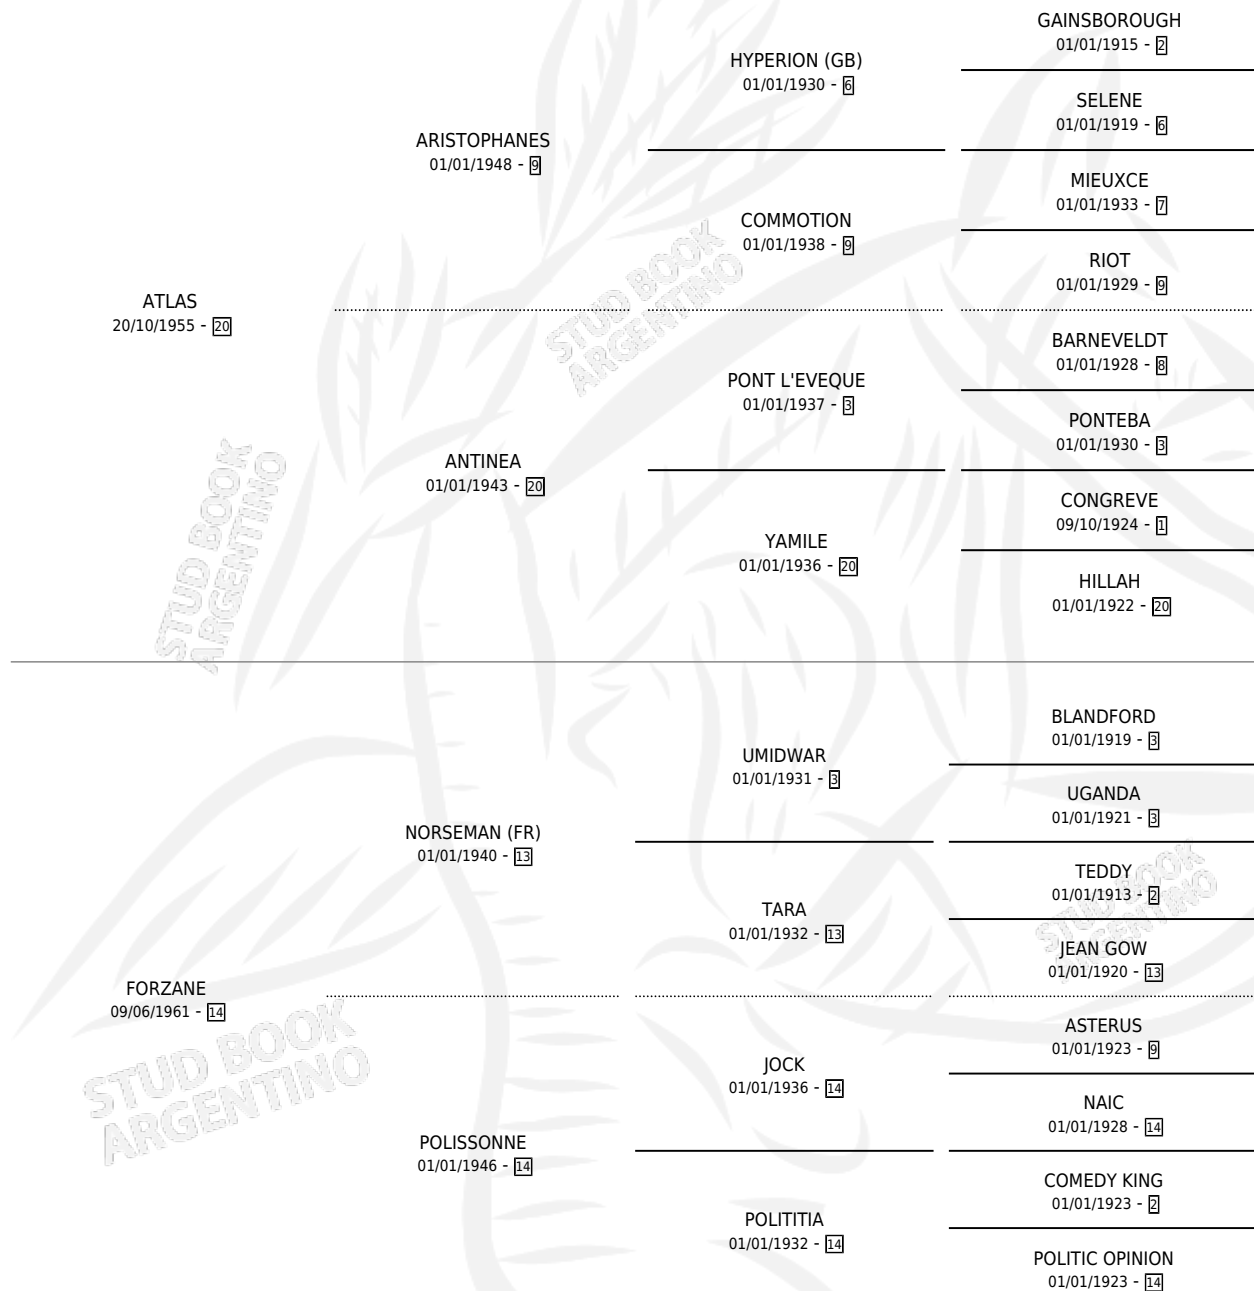 GAINSBOROUGH
01/01/1915 - 2
HYPERION (GB)
01/01/1930 - 6
SELENE
01/01/1919 - 6
ARISTOPHANES
01/01/1948 - 9
MIEUXCE
01/01/1933 - 7
COMMOTION
01/01/1938 - 9
RIOT
01/01/1929 - 9
ATLAS
20/10/1955 - 20
BARNEVELDT
01/01/1928 - 8
PONT L'EVEQUE
01/01/1937 - 3
PONTEBA
01/01/1930 - 3
ANTINEA
01/01/1943 - 20
CONGREVE
09/10/1924 - 1
YAMILE
01/01/1936 - 20
HILLAH
01/01/1922 - 20
BLANDFORD
01/01/1919 - 3
UMIDWAR
01/01/1931 - 3
UGANDA
01/01/1921 - 3
NORSEMAN (FR)
01/01/1940 - 13
TEDDY
01/01/1913 - 2
TARA
01/01/1932 - 13
JEAN GOW
01/01/1920 - 13
FORZANE
09/06/1961 - 14
ASTERUS
01/01/1923 - 9
JOCK
01/01/1936 - 14
NAIC
01/01/1928 - 14
POLISSONNE
01/01/1946 - 14
COMEDY KING
01/01/1923 - 2
POLITITIA
01/01/1932 - 14
POLITIC OPINION
01/01/1923 - 14
STUD BOOK
ARGENTINO
STUD BOOK
ARGENTINO
STUD BOOK
ARGENTINO
STUD BOOK
ARGENTINO